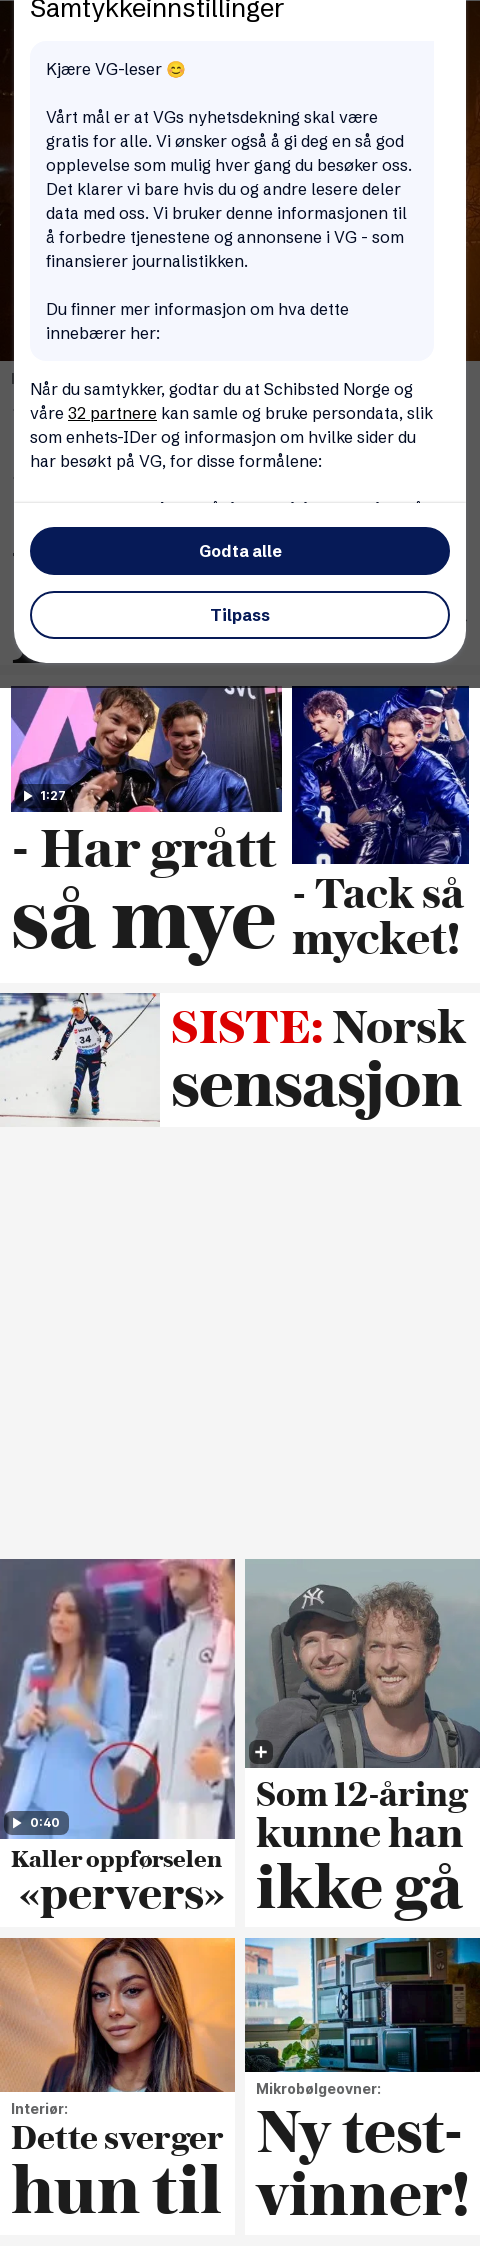 Samtykkeinnstillinger
Kjære VG-leser 😊
Vårt mål er at VGs nyhetsdekning skal være
gratis for alle. Vi ønsker også å gi deg en så god
opplevelse som mulig hver gang du besøker oss.
Det klarer vi bare hvis du og andre lesere deler
data med oss. Vi bruker denne informasjonen til
å forbedre tjenestene og annonsene i VG - som
finansierer journalistikken.
Du finner mer informasjon om hva dette
innebærer her:
Når du samtykker, godtar du at Schibsted Norge og
våre 32 partnere kan samle og bruke persondata, slik
som enhets-IDer og informasjon om hvilke sider du
har besøkt på VG, for disse formålene:
Godta alle
Tilpass
1:27
- Har grått
så mye
- Tack så
mycket!
34
SISTE: Norsk
sensasjon
0:40
Kaller oppførselen
«pervers»
Som 12-åring
kunne han
ikke gå
Interiør:
Dette sverger
hun til
Mikrobølgeovner:
Ny test-
vinner!